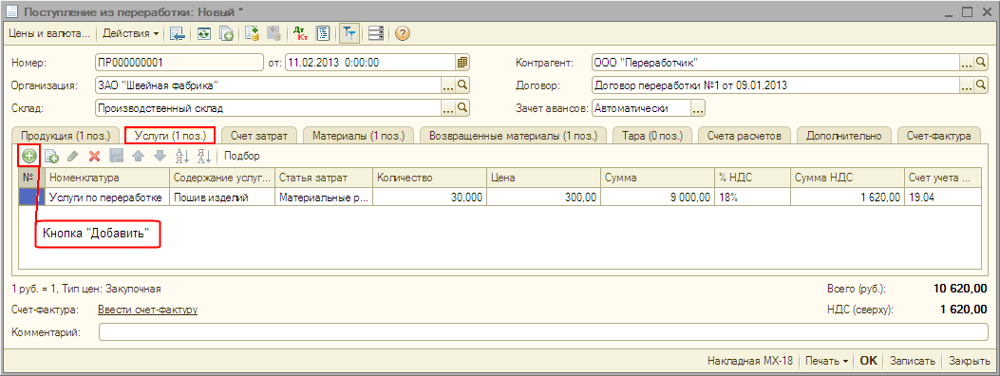 Поступление из переработки: Новый *
Цены и валюта... Действия
Номер: ПР000000001 от: 11.02.2013 0:00:00 Контрагент: ООО "Переработчик"
Организация: ЗАО "Швейная фабрика" Договор: Договор переработки №1 от 09.01.2013
Склад: Производственный склад Зачет авансов: Автоматически
Продукция (1 поз.) Услуги (1 поз.) Счет затрат Материалы (1 поз.) Возвращенные материалы (1 поз.) Тара (0 поз.) Счета расчетов Дополнительно Счет-фактура
Подбор
№ Номенклатура Содержание услуг... Статья затрат Количество Цена Сумма % НДС Сумма НДС Счет учета ...
Услуги по переработке Пошив изделий Материальные р... 30,000 300,00 9 000,00 18% 1 620,00 19.04
Кнопка "Добавить"
1 руб. = 1, Тип цен: Закупочная Всего (руб.): 10 620,00
Счет-фактура: Ввести счет-фактуру НДС (сверху): 1 620,00
Комментарий:
Накладная МХ-18 Печать OK Записать Закрыть